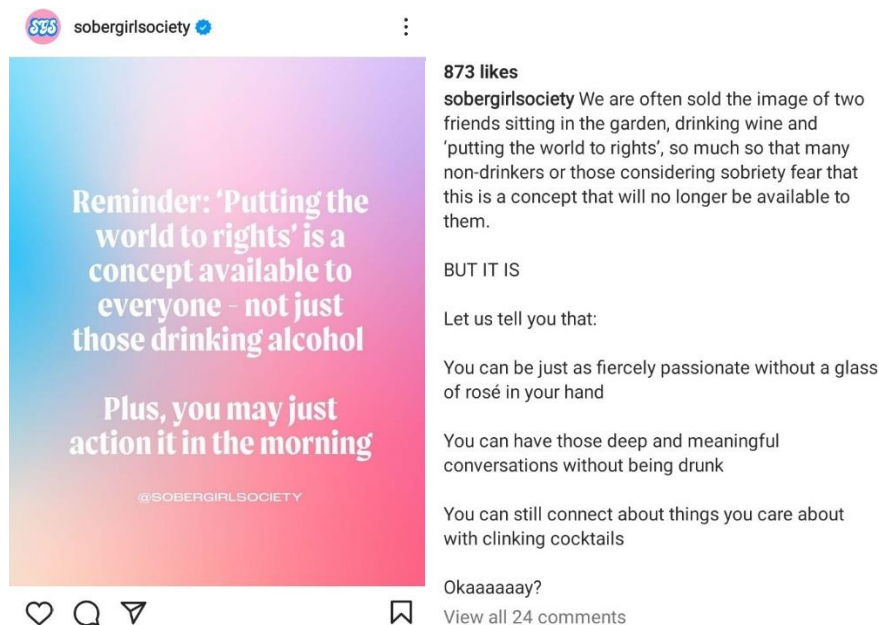 SGS sobergirlsociety
Reminder: ‘Putting the
world to rights’ is a
concept available to
everyone - not just
those drinking alcohol
Plus, you may just
action it in the morning
@SOBERGIRLSOCIETY
873 likes
sobergirlsociety We are often sold the image of two
friends sitting in the garden, drinking wine and
‘putting the world to rights’, so much so that many
non-drinkers or those considering sobriety fear that
this is a concept that will no longer be available to
them.
BUT IT IS
Let us tell you that:
You can be just as fiercely passionate without a glass
of rosé in your hand
You can have those deep and meaningful
conversations without being drunk
You can still connect about things you care about
with clinking cocktails
Okaaaaaay?
View all 24 comments